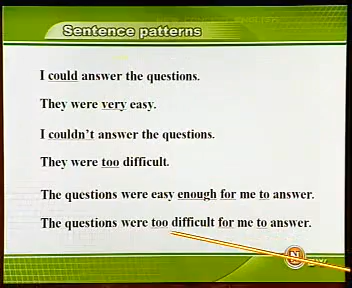 Sentence patterns
I could answer the questions.
They were very easy.
I couldn't answer the questions.
They were too difficult.
The questions were easy enough for me to answer.
The questions were too difficult for me to answer.